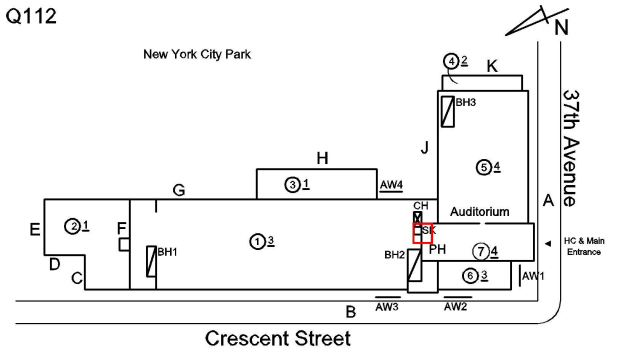 Q112
N
New York City Park
④ 2
K
BH3
37th Avenue
H
J
⑤ 4
③ 1
AW4
G
A
CH
Auditorium
E
② 1
F
SK
① 3
PH
HC & Main
Entrance
BH1
BH2
⑦ 4
D
C
⑥ 3
AW1
B
AW3
AW2
Crescent Street